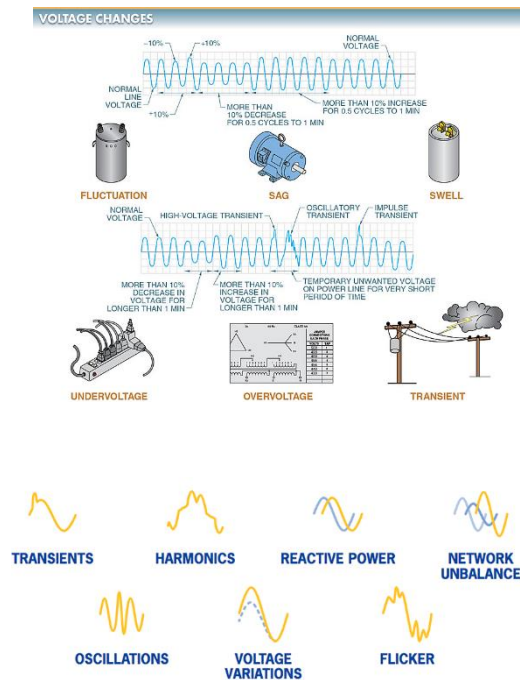 VOLTAGE CHANGES
−10%
+10%
NORMAL
VOLTAGE
NORMAL
LINE
VOLTAGE
±10%
MORE THAN
10% DECREASE
FOR 0.5 CYCLES TO 1 MIN
MORE THAN 10% INCREASE
FOR 0.5 CYCLES TO 1 MIN
FLUCTUATION
SAG
SWELL
NORMAL
VOLTAGE
HIGH-VOLTAGE TRANSIENT
OSCILLATORY
TRANSIENT
IMPULSE
TRANSIENT
MORE THAN 10%
DECREASE IN
VOLTAGE FOR
LONGER THAN 1 MIN
MORE THAN 10%
INCREASE IN
VOLTAGE FOR
LONGER THAN 1 MIN
TEMPORARY UNWANTED VOLTAGE
ON POWER LINE FOR VERY SHORT
PERIOD OF TIME
UNDERVOLTAGE
OVERVOLTAGE
TRANSIENT
TRANSIENTS
HARMONICS
REACTIVE POWER
NETWORK
UNBALANCE
OSCILLATIONS
VOLTAGE
VARIATIONS
FLICKER